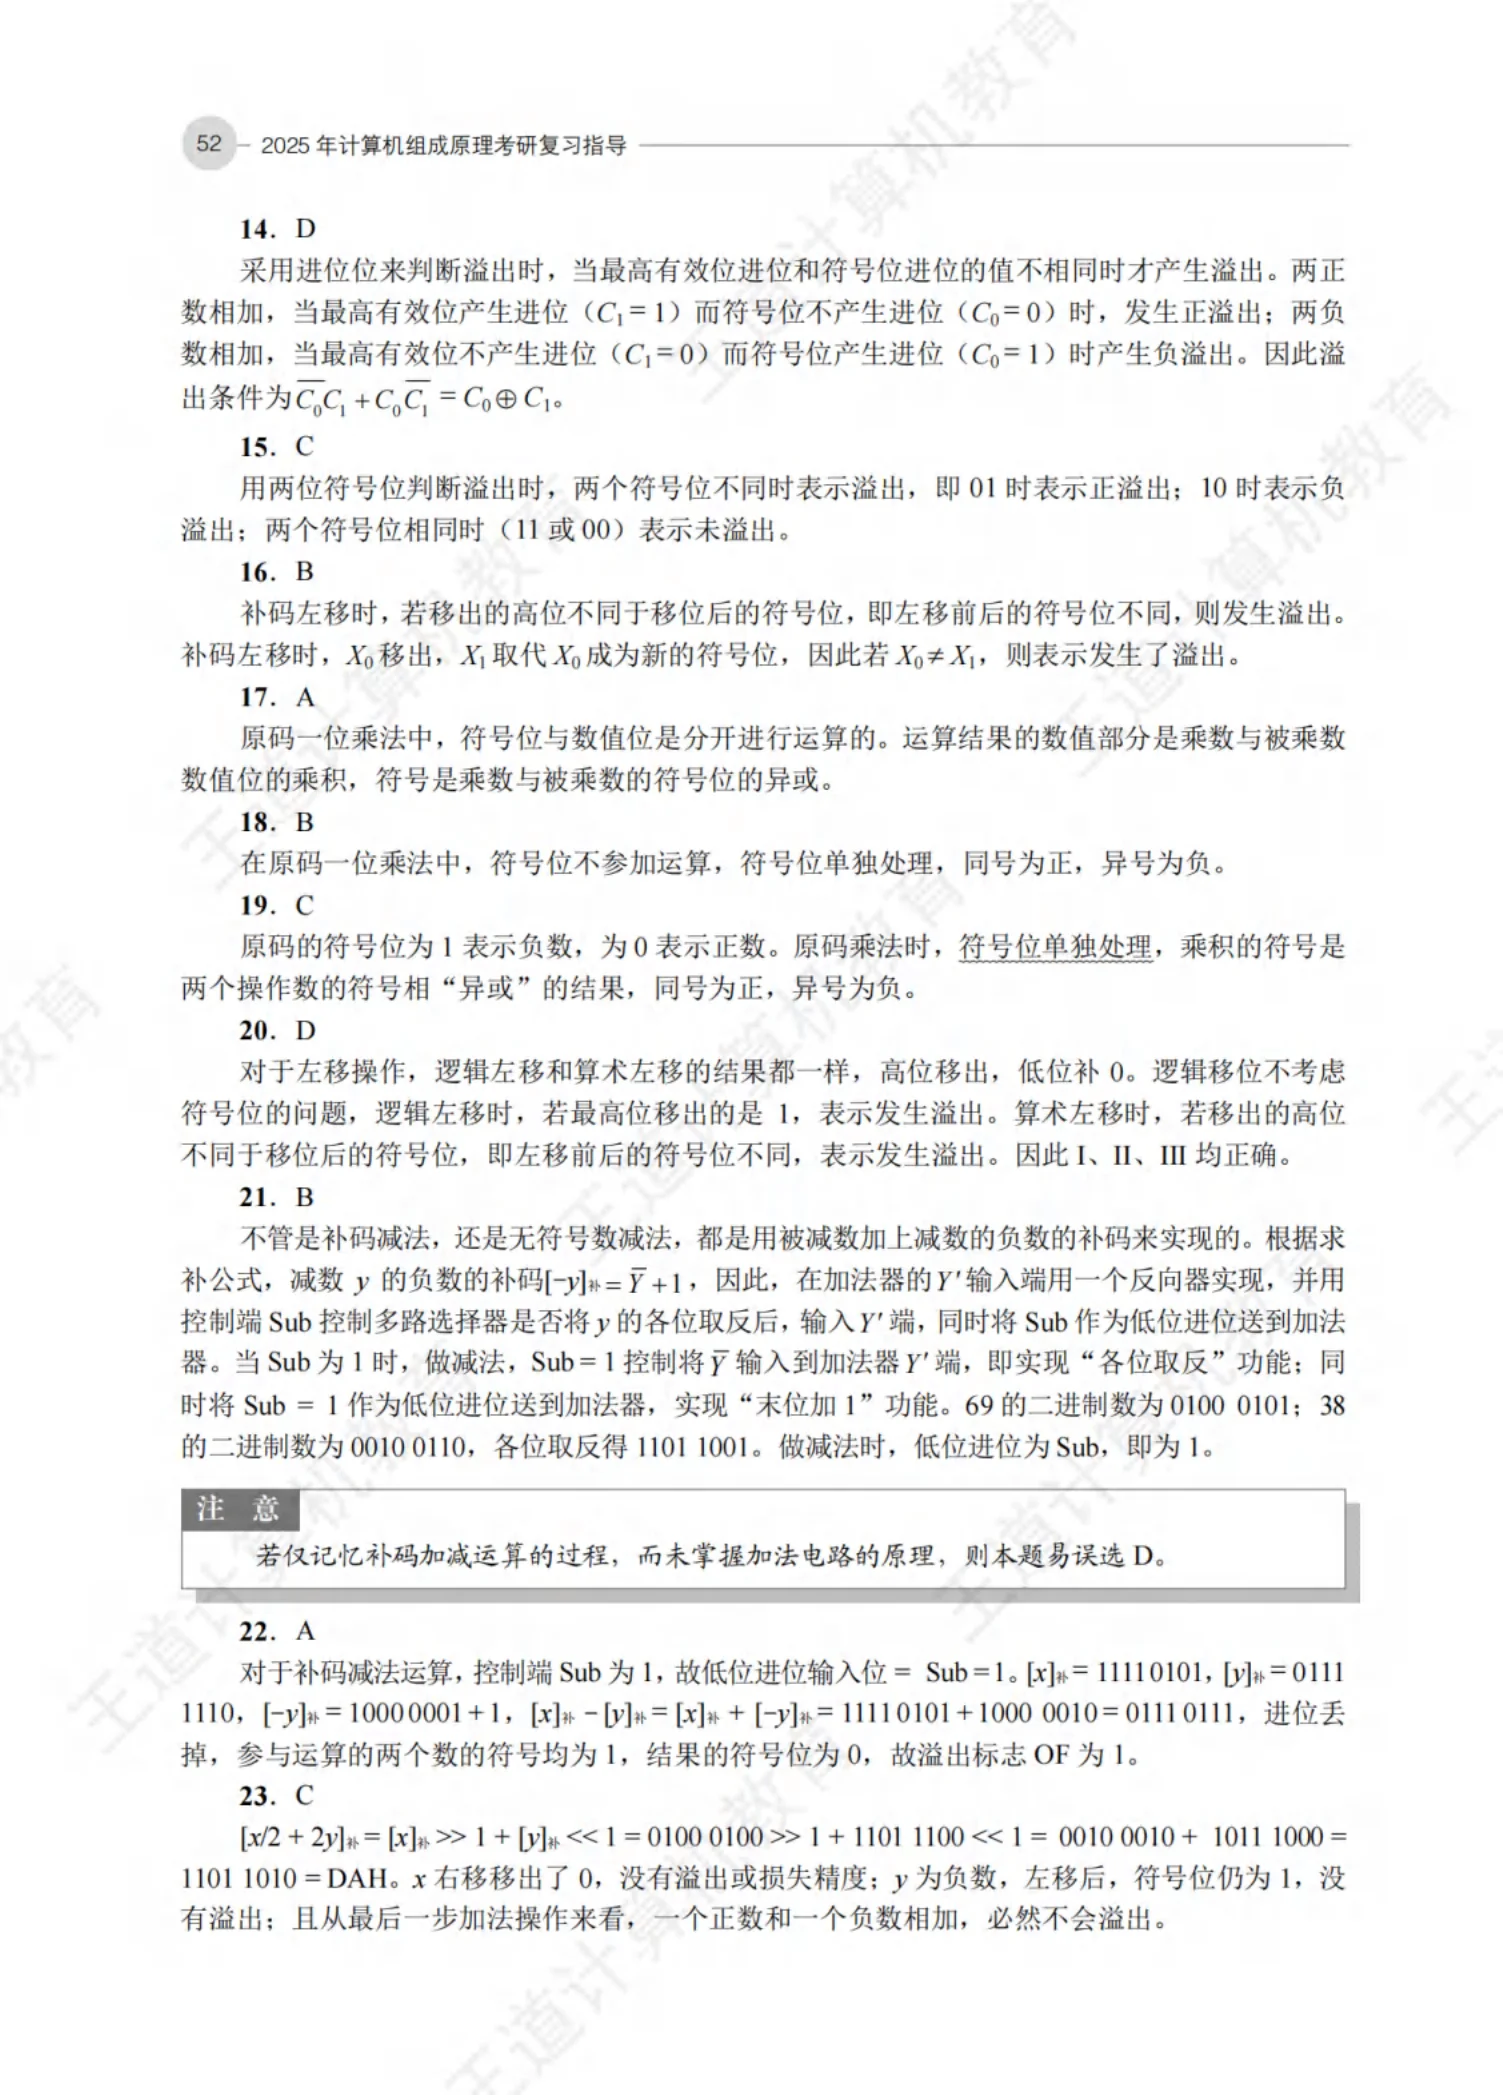 52 2025 年计算机组成原理考研复习指导
14. D
采用进位位来判断溢出时，当最高有效位进位和符号位进位的值不相同时才产生溢出。两正
数相加，当最高有效位产生进位（C₁= 1）而符号位不产生进位（C₀= 0）时，发生正溢出；两负
数相加，当最高有效位不产生进位（C₁= 0）而符号位产生进位（C₀= 1）时产生负溢出。因此溢
出条件为 C̅₀C₁ + C₀C̅₁ = C₀⊕ C₁。
15. C
用两位符号位判断溢出时，两个符号位不同时表示溢出，即 01 时表示正溢出；10 时表示负
溢出；两个符号位相同时（11 或 00）表示未溢出。
16. B
补码左移时，若移出的高位不同于移位后的符号位，即左移前后的符号位不同，则发生溢出。
补码左移时，X₀移出，X₁取代 X₀成为新的符号位，因此若 X₀≠ X₁，则表示发生了溢出。
17. A
原码一位乘法中，符号位与数值位是分开进行运算的。运算结果的数值部分是乘数与被乘数
数值位的乘积，符号是乘数与被乘数的符号位的异或。
18. B
在原码一位乘法中，符号位不参加运算，符号位单独处理，同号为正，异号为负。
19. C
原码的符号位为 1 表示负数，为 0 表示正数。原码乘法时，符号位单独处理，乘积的符号是
两个操作数的符号相“异或”的结果，同号为正，异号为负。
20. D
对于左移操作，逻辑左移和算术左移的结果都一样，高位移出，低位补 0。逻辑移位不考虑
符号位的问题，逻辑左移时，若最高位移出的是 1，表示发生溢出。算术左移时，若移出的高位
不同于移位后的符号位，即左移前后的符号位不同，表示发生溢出。因此 I、II、III 均正确。
21. B
不管是补码减法，还是无符号数减法，都是用被减数加上减数的负数的补码来实现的。根据求
补公式，减数 y 的负数的补码[−y]补= Y̅ +1，因此，在加法器的Y′输入端用一个反向器实现，并用
控制端 Sub 控制多路选择器是否将 y 的各位取反后，输入Y′ 端，同时将 Sub 作为低位进位送到加法
器。当 Sub 为 1 时，做减法，Sub = 1 控制将 Y̅ 输入到加法器Y′ 端，即实现“各位取反”功能；同
时将 Sub = 1 作为低位进位送到加法器，实现“末位加 1”功能。69 的二进制数为 0100 0101；38
的二进制数为 0010 0110，各位取反得 1101 1001。做减法时，低位进位为 Sub，即为 1。
注 意
若仅记忆补码加减运算的过程，而未掌握加法电路的原理，则本题易误选 D。
22. A
对于补码减法运算，控制端 Sub 为 1，故低位进位输入位 = Sub = 1。[x]补= 1111 0101，[y]补= 0111
1110，[−y]补= 1000 0001 + 1，[x]补 − [y]补= [x]补 + [−y]补= 1111 0101 + 1000 0010 = 0111 0111，进位丢
掉，参与运算的两个数的符号均为 1，结果的符号位为 0，故溢出标志 OF 为 1。
23. C
[x/2 + 2y]补= [x]补 >> 1 + [y]补 << 1 = 0100 0100 >> 1 + 1101 1100 << 1 = 0010 0010 + 1011 1000 =
1101 1010 = DAH。x 右移移出了 0，没有溢出或损失精度；y 为负数，左移后，符号位仍为 1，没
有溢出；且从最后一步加法操作来看，一个正数和一个负数相加，必然不会溢出。
王道计算机教育